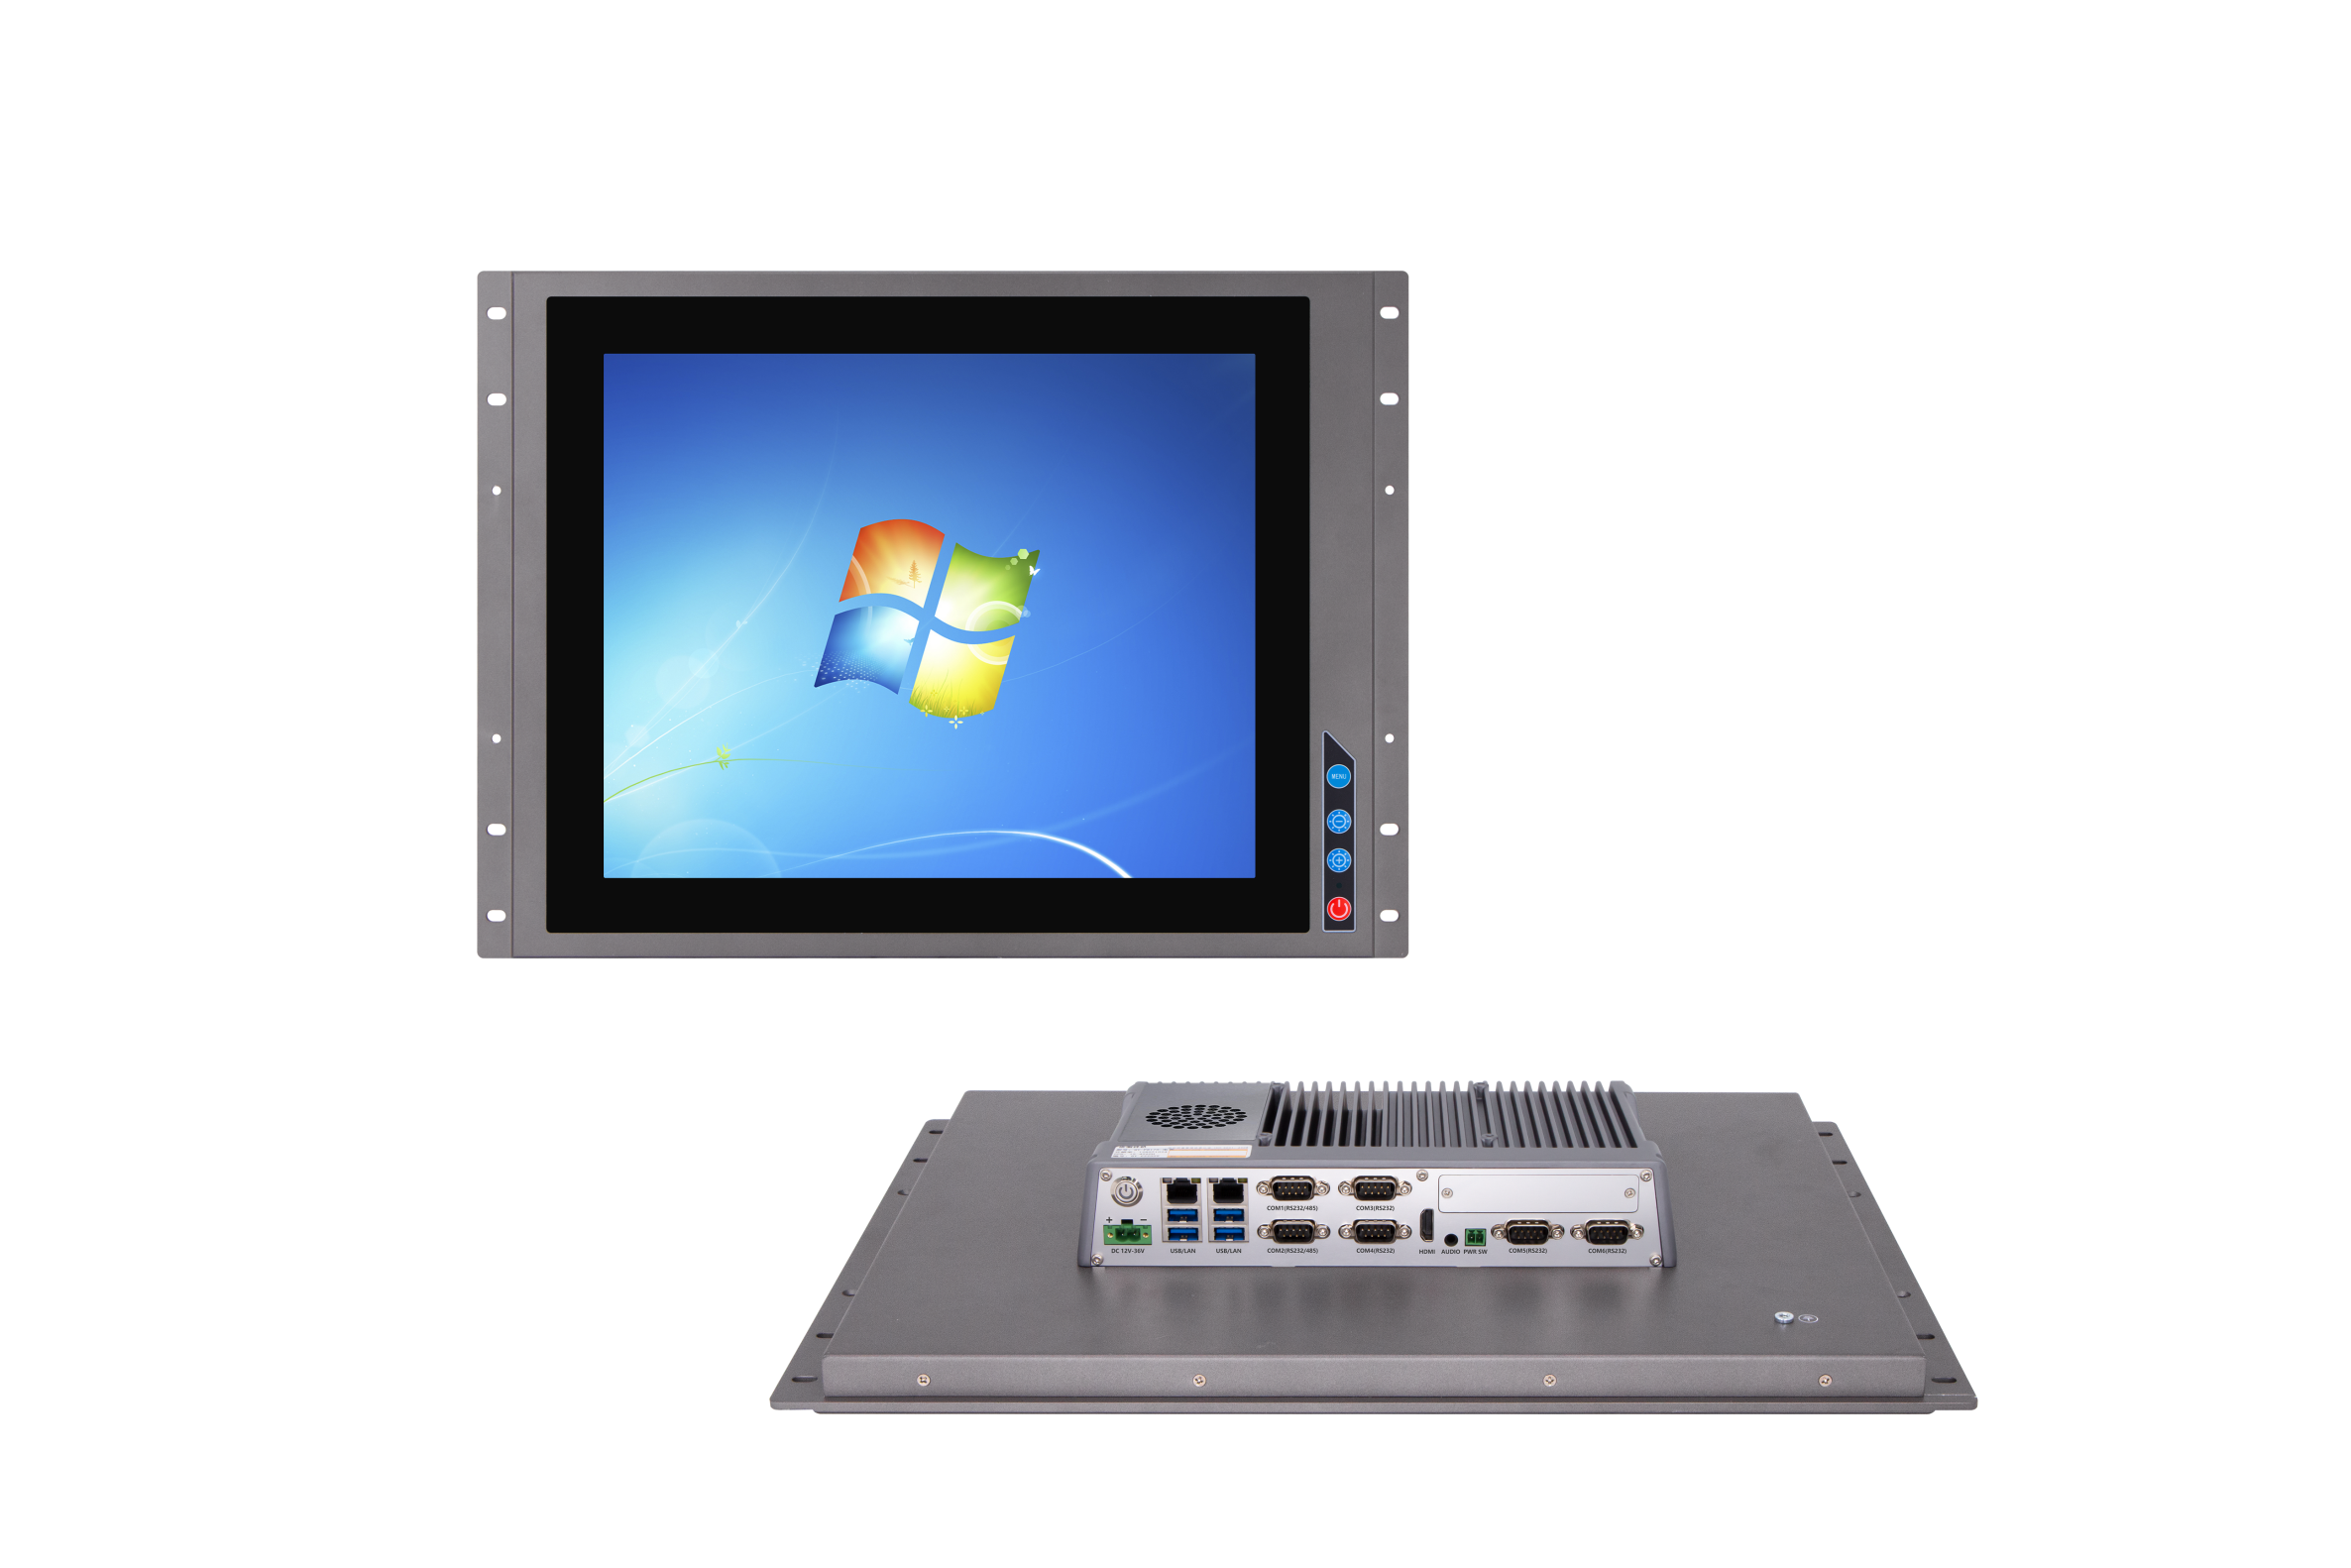 MENU
COM1(RS232/485)
COM3(RS232)
+ −
DC 12V-36V
USB/LAN
USB/LAN
COM2(RS232/485)
COM4(RS232)
HDMI
AUDIO
PWR SW
COM5(RS232)
COM6(RS232)